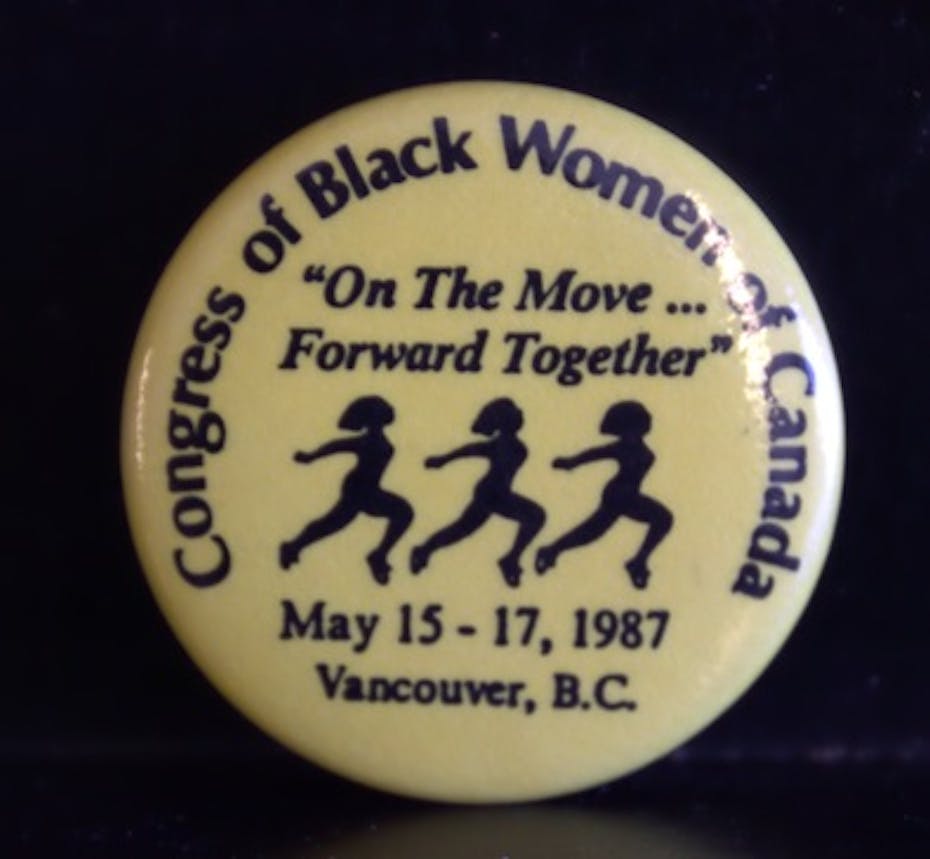 Congress of Black Women of Canada
“On The Move ...
Forward Together”
May 15 - 17, 1987
Vancouver, B.C.